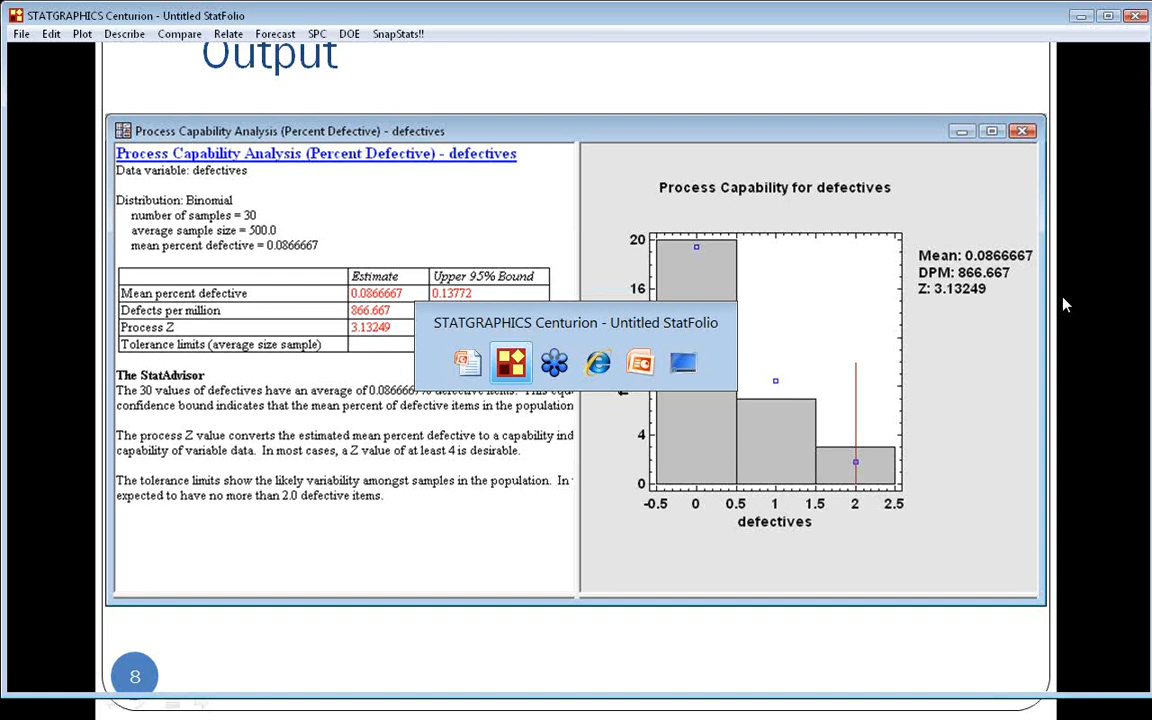 STATGRAPHICS Centurion - Untitled StatFolio
File Edit Plot Describe Compare Relate Forecast SPC DOE SnapStats!!
Output
Process Capability Analysis (Percent Defective) - defectives
Process Capability Analysis (Percent Defective) - defectives
Data variable: defectives
Distribution: Binomial
number of samples = 30
average sample size = 500.0
mean percent defective = 0.0866667
Estimate Upper 95% Bound
Mean percent defective 0.0866667 0.13772
Defects per million 866.667
Process Z 3.13249
Tolerance limits (average size sample)
The StatAdvisor
The 30 values of defectives have an average of 0.0866667% defective items. This equ
confidence bound indicates that the mean percent of defective items in the population
The process Z value converts the estimated mean percent defective to a capability ind
capability of variable data. In most cases, a Z value of at least 4 is desirable.
The tolerance limits show the likely variability amongst samples in the population. In
expected to have no more than 2.0 defective items.
STATGRAPHICS Centurion - Untitled StatFolio
Process Capability for defectives
20
16
4
0
-0.5 0 0.5 1 1.5 2 2.5
defectives
Mean: 0.0866667
DPM: 866.667
Z: 3.13249
8